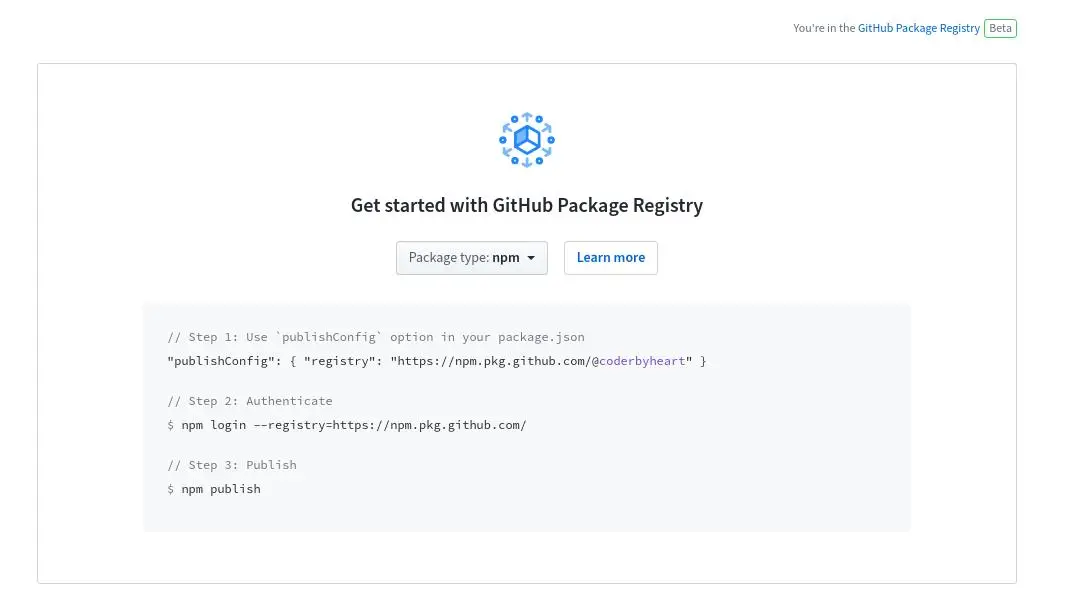 You're in the GitHub Package Registry Beta
Get started with GitHub Package Registry
Package type: npm Learn more
// Step 1: Use `publishConfig` option in your package.json
"publishConfig": { "registry": "https://npm.pkg.github.com/@coderbyheart" }
// Step 2: Authenticate
$ npm login --registry=https://npm.pkg.github.com/
// Step 3: Publish
$ npm publish